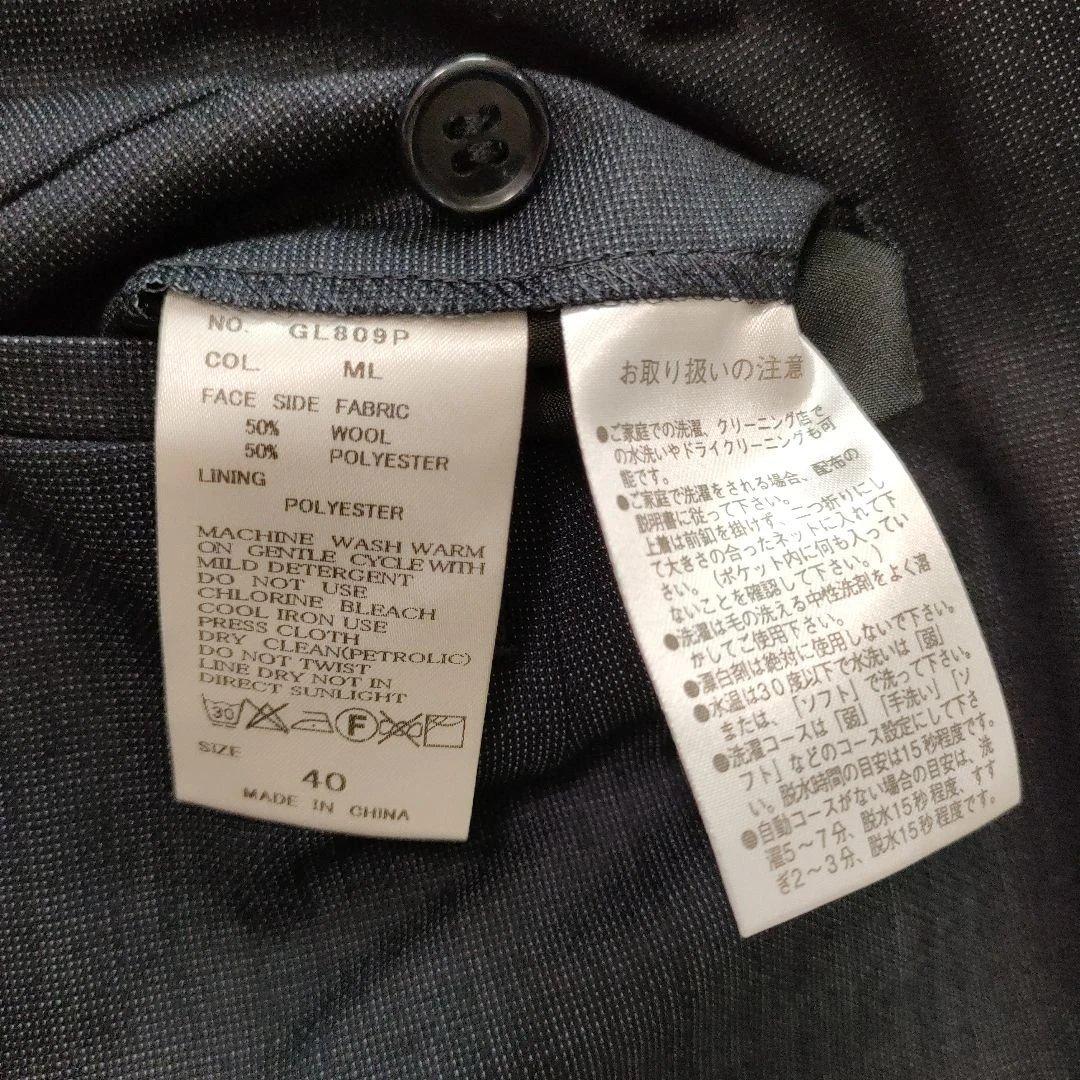 NO. GL809P
COL. ML
FACE SIDE FABRIC
50% WOOL
50% POLYESTER
LINING
POLYESTER
MACHINE WASH WARM
ON GENTLE CYCLE WITH
MILD DETERGENT
DO NOT USE
CHLORINE BLEACH
COOL IRON USE
PRESS CLOTH
DRY CLEAN(PETROLIC)
DO NOT TWIST
LINE DRY NOT IN
DIRECT SUNLIGHT
30 F
SIZE
40
MADE IN CHINA
お取り扱いの注意
●ご家庭での洗濯、クリーニング店で
の水洗いやドライクリーニングも可
能です。
●ご家庭で洗濯をされる場合、配布の
説明書に従って下さい。
上着は前釦を掛けず、二つ折りにし
て大きさの合ったネットに入れて下
さい。(ポケット内に何も入ってい
ないことを確認して下さい。)
●洗濯は毛の洗える中性洗剤をよく溶
かしてご使用下さい。
●漂白剤は絶対に使用しないで下さい。
●水温は30度以下で水洗いは「弱」
または、「ソフト」で洗って下さい。
●洗濯コースは「弱」「手洗い」「ソ
フト」などのコース設定にして下さ
い。脱水時間の目安は15秒程度です。
●自動コースがない場合の目安は、洗
濯5～7分、脱水15秒程度、すす
ぎ2～3分、脱水15秒程度です。